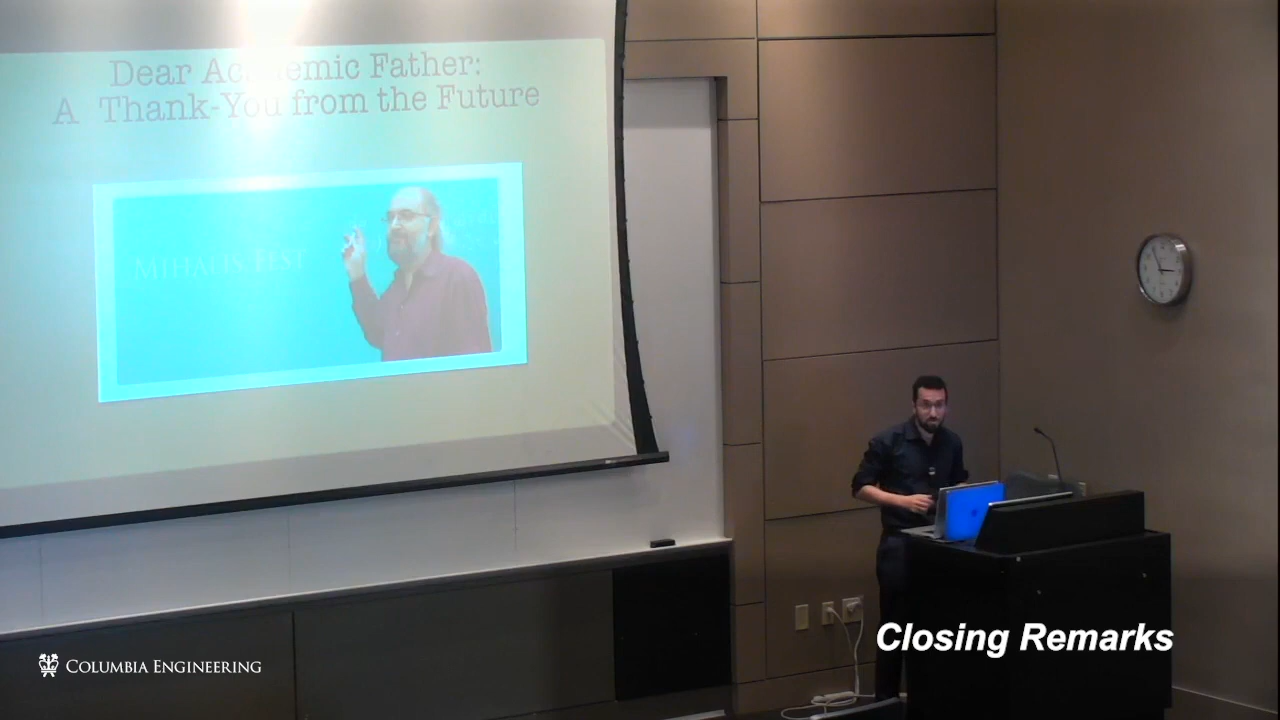 Dear Academic Father:
A Thank-You from the Future
MIHALIS FEST
Closing Remarks
COLUMBIA ENGINEERING